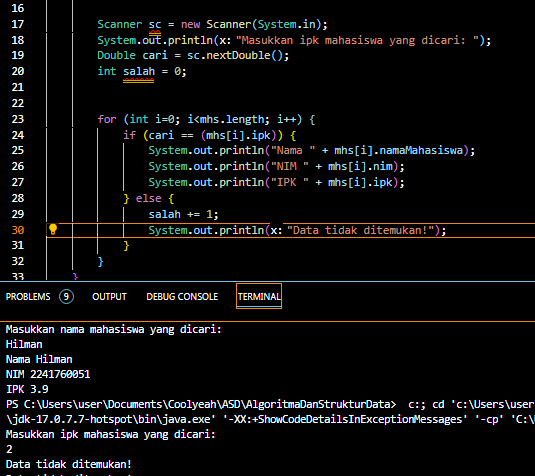 16
17 Scanner sc = new Scanner(System.in);
18 System.out.println(x: "Masukkan ipk mahasiswa yang dicari: ");
19 Double cari = sc.nextDouble();
20 int salah = 0;
21
22
23 for (int i=0; i<mhs.length; i++) {
24 if (cari == (mhs[i].ipk)) {
25 System.out.println("Nama " + mhs[i].namaMahasiswa);
26 System.out.println("NIM " + mhs[i].nim);
27 System.out.println("IPK " + mhs[i].ipk);
28 } else {
29 salah += 1;
30 System.out.println(x: "Data tidak ditemukan!");
31 }
32 }
33 }
PROBLEMS 9 OUTPUT DEBUG CONSOLE TERMINAL
Masukkan nama mahasiswa yang dicari:
Hilman
Nama Hilman
NIM 2241760051
IPK 3.9
PS C:\Users\user\Documents\Coolyeah\ASD\AlgoritmaDanStrukturData> c:; cd 'c:\Users\user
\jdk-17.0.7.7-hotspot\bin\java.exe' '-XX:+ShowCodeDetailsInExceptionMessages' '-cp' 'C:\
Masukkan ipk mahasiswa yang dicari:
2
Data tidak ditemukan!